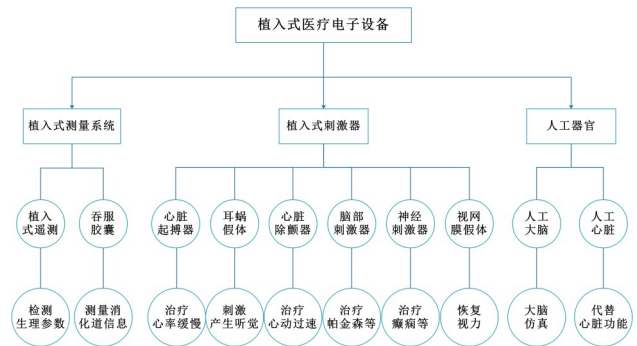 植入式医疗电子设备
植入式测量系统
植入式刺激器
人工器官
植入
式遥测
吞服
胶囊
心脏
起搏器
耳蜗
假体
心脏
除颤器
脑部
刺激器
神经
刺激器
视网
膜假体
人工
大脑
人工
心脏
检测
生理参数
测量消
化道信息
治疗
心率缓慢
刺激
产生听觉
治疗
心动过速
治疗
帕金森等
治疗
癫痫等
恢复
视力
大脑
仿真
代替
心脏功能